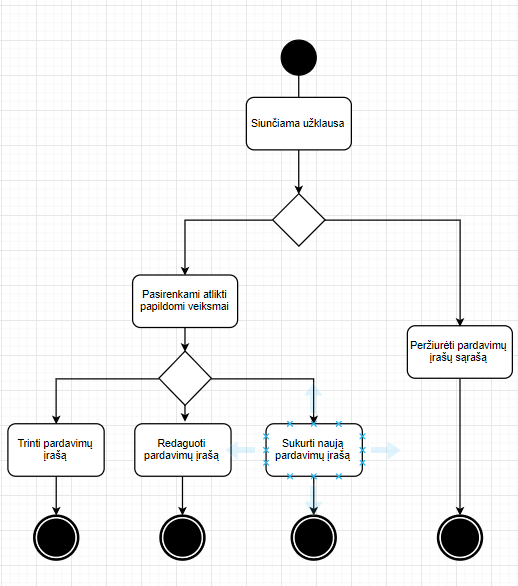 Siunčiama užklausa
Pasirenkami atlikti
papildomi veiksmai
Peržiurėti pardavimų
įrašų sąrašą
Trinti pardavimų
įrašą
Redaguoti
pardavimų įrašą
Sukurti naują
pardavimų įrašą